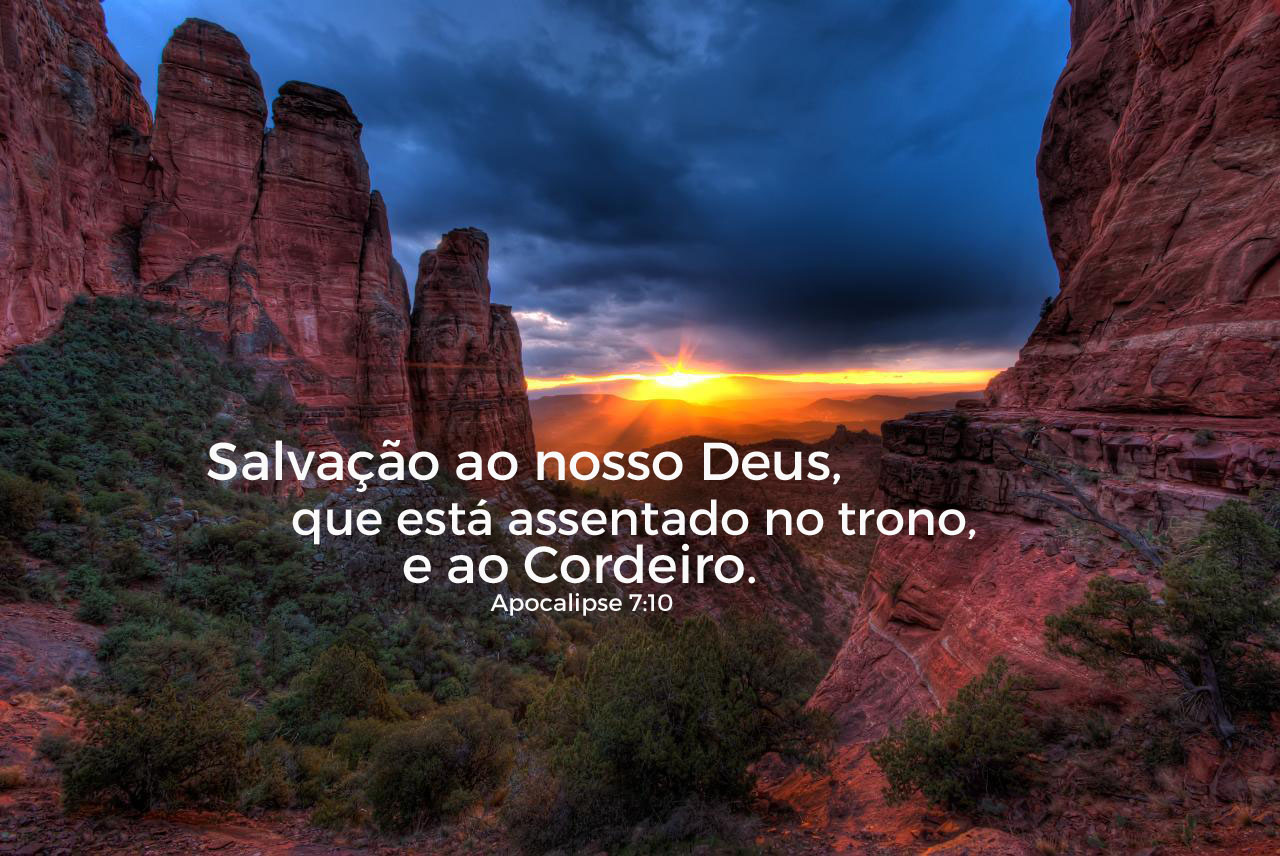 Salvação ao nosso Deus,
que está assentado no trono,
e ao Cordeiro.
Apocalipse 7:10